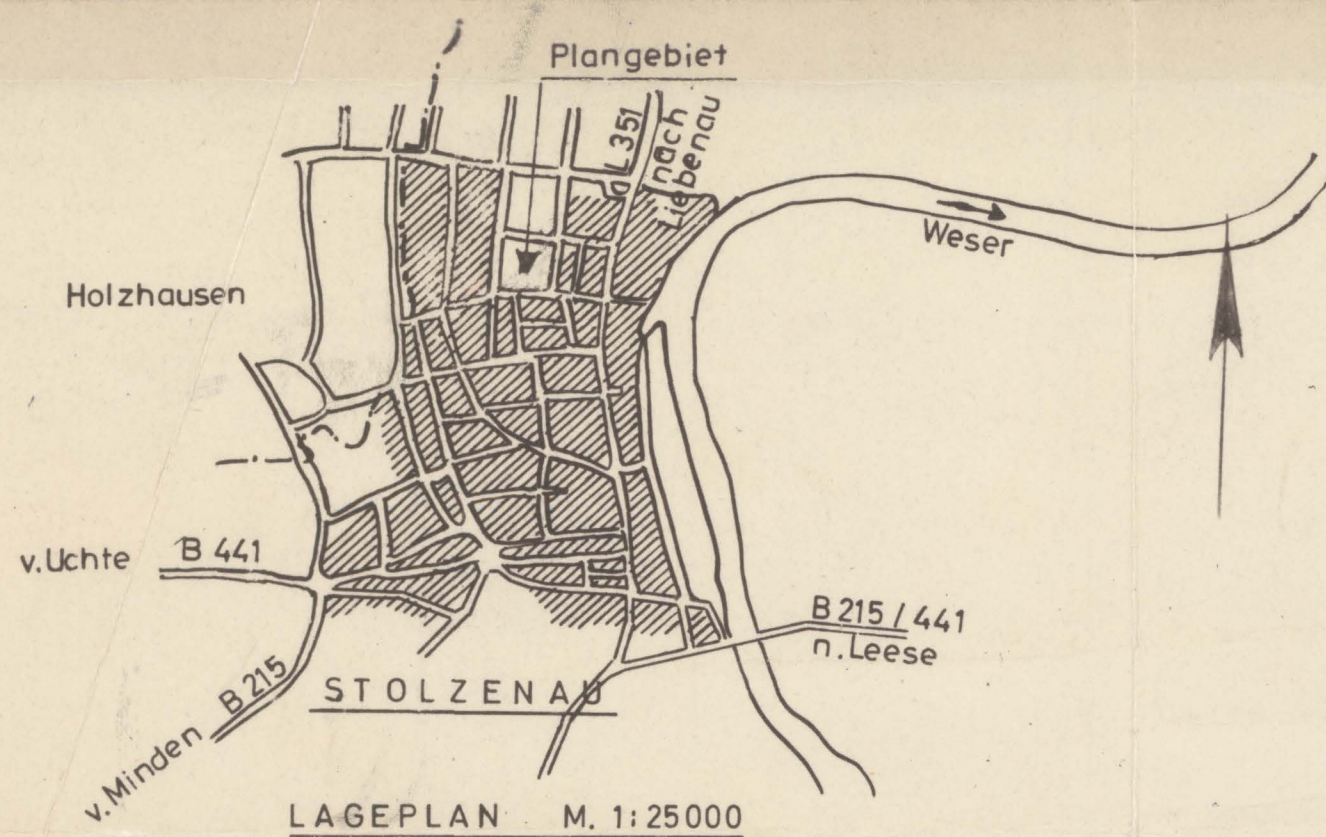 Plangebiet
L 351
nach
Liebenau
Weser
Holzhausen
v.Uchte
B 441
B 215 / 441
n.Leese
B 215
v.Minden
STOLZENAU
LAGEPLAN M. 1:25000